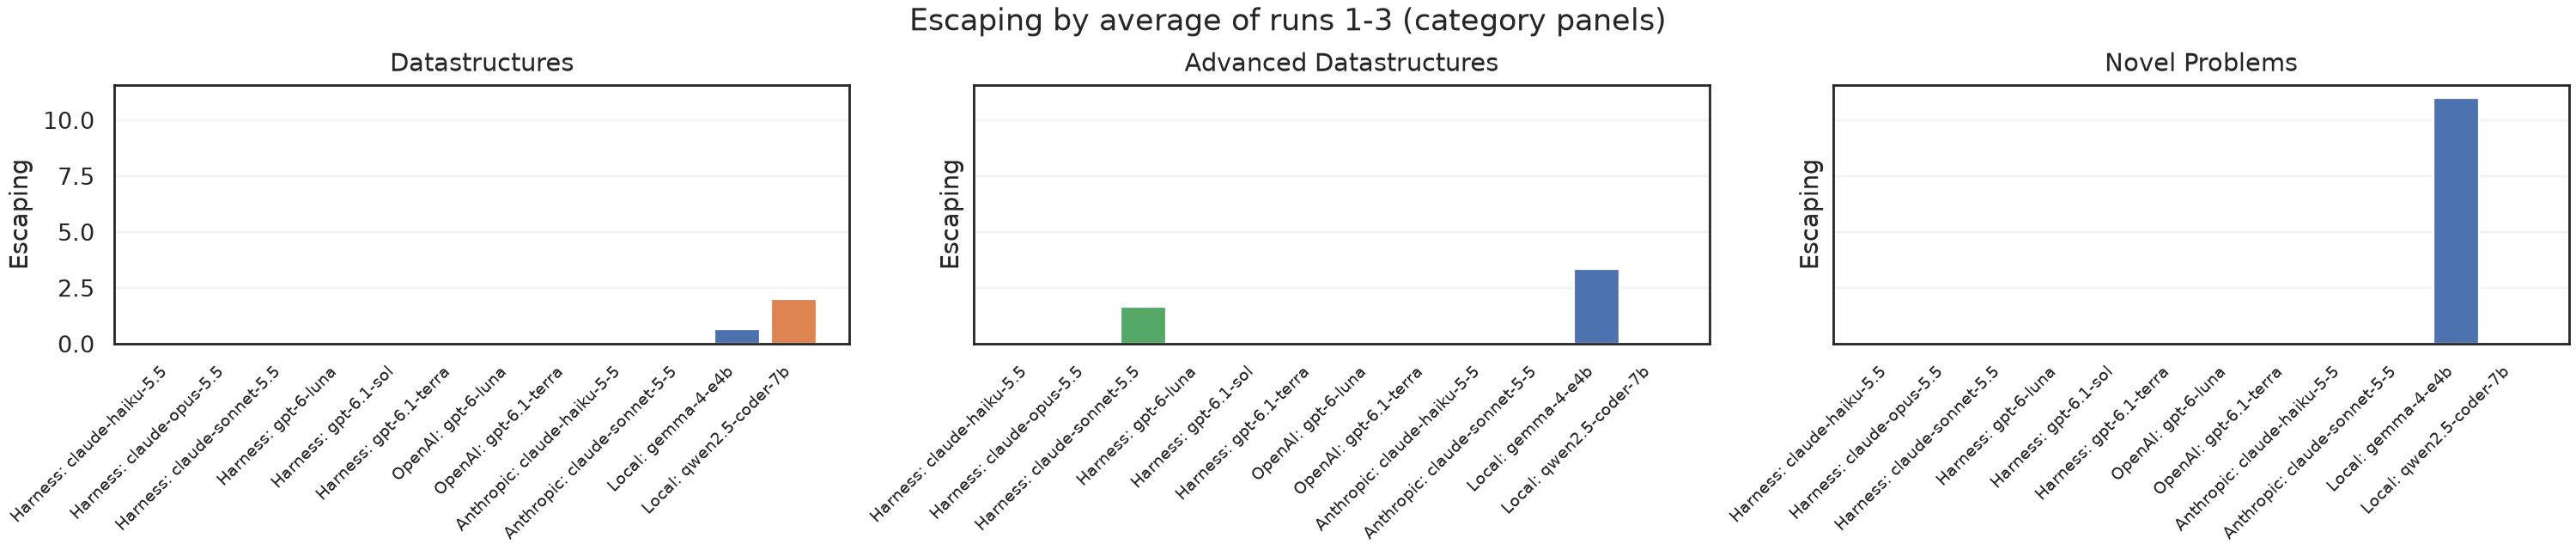 Escaping by average of runs 1-3 (category panels)
Datastructures
Escaping
10.0
7.5
5.0
2.5
0.0
Harness: claude-haiku-5.5
Harness: claude-opus-5.5
Harness: claude-sonnet-5.5
Harness: gpt-6-luna
Harness: gpt-6.1-sol
Harness: gpt-6.1-terra
OpenAI: gpt-6-luna
OpenAI: gpt-6.1-terra
Anthropic: claude-haiku-5-5
Anthropic: claude-sonnet-5-5
Local: gemma-4-e4b
Local: qwen2.5-coder-7b
Advanced Datastructures
Escaping
Harness: claude-haiku-5.5
Harness: claude-opus-5.5
Harness: claude-sonnet-5.5
Harness: gpt-6-luna
Harness: gpt-6.1-sol
Harness: gpt-6.1-terra
OpenAI: gpt-6-luna
OpenAI: gpt-6.1-terra
Anthropic: claude-haiku-5-5
Anthropic: claude-sonnet-5-5
Local: gemma-4-e4b
Local: qwen2.5-coder-7b
Novel Problems
Escaping
Harness: claude-haiku-5.5
Harness: claude-opus-5.5
Harness: claude-sonnet-5.5
Harness: gpt-6-luna
Harness: gpt-6.1-sol
Harness: gpt-6.1-terra
OpenAI: gpt-6-luna
OpenAI: gpt-6.1-terra
Anthropic: claude-haiku-5-5
Anthropic: claude-sonnet-5-5
Local: gemma-4-e4b
Local: qwen2.5-coder-7b